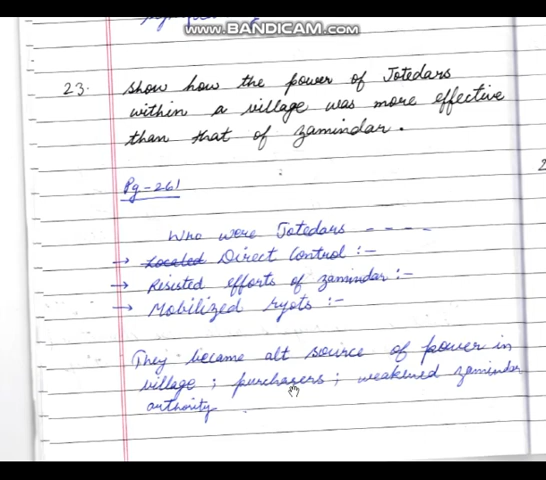 www.BANDICAM.com
23. Show how the power of Jotedars
within a village was more effective
than that of zamindar.
Pg-261
Who were Jotedars ----
→ Located Direct Control :-
→ Resisted efforts of zamindar :-
→ Mobilized ryots :-
They became alt source of power in
village ; purchasers ; weakened zamindar
authority
2